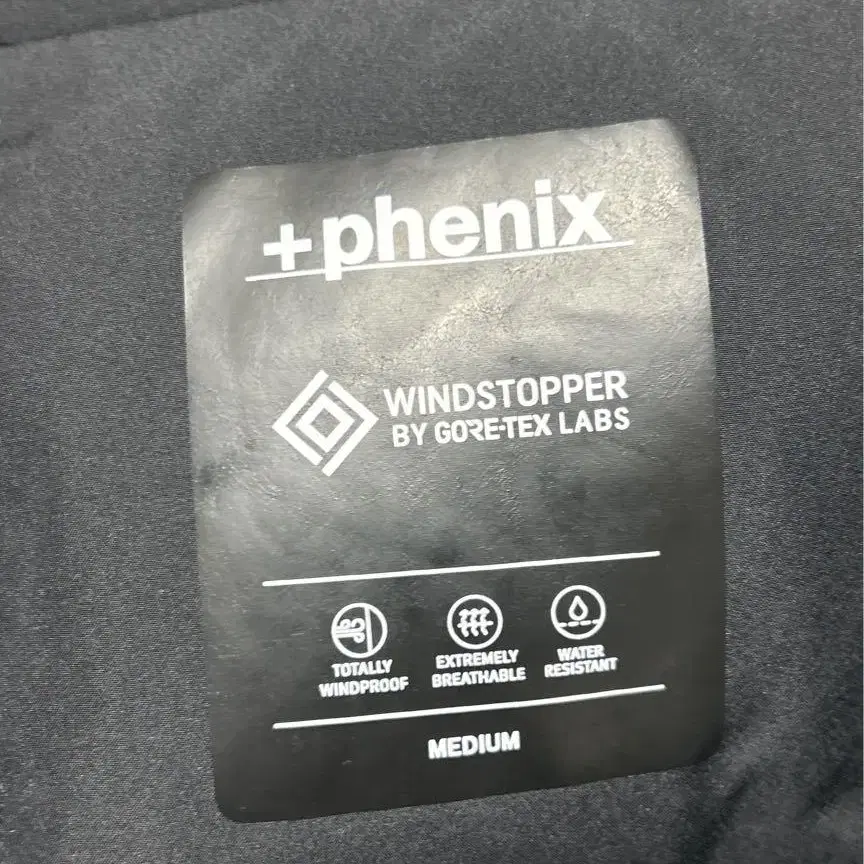 +phenix
WINDSTOPPER
BY GORE-TEX LABS
TOTALLY
WINDPROOF
EXTREMELY
BREATHABLE
WATER
RESISTANT
MEDIUM